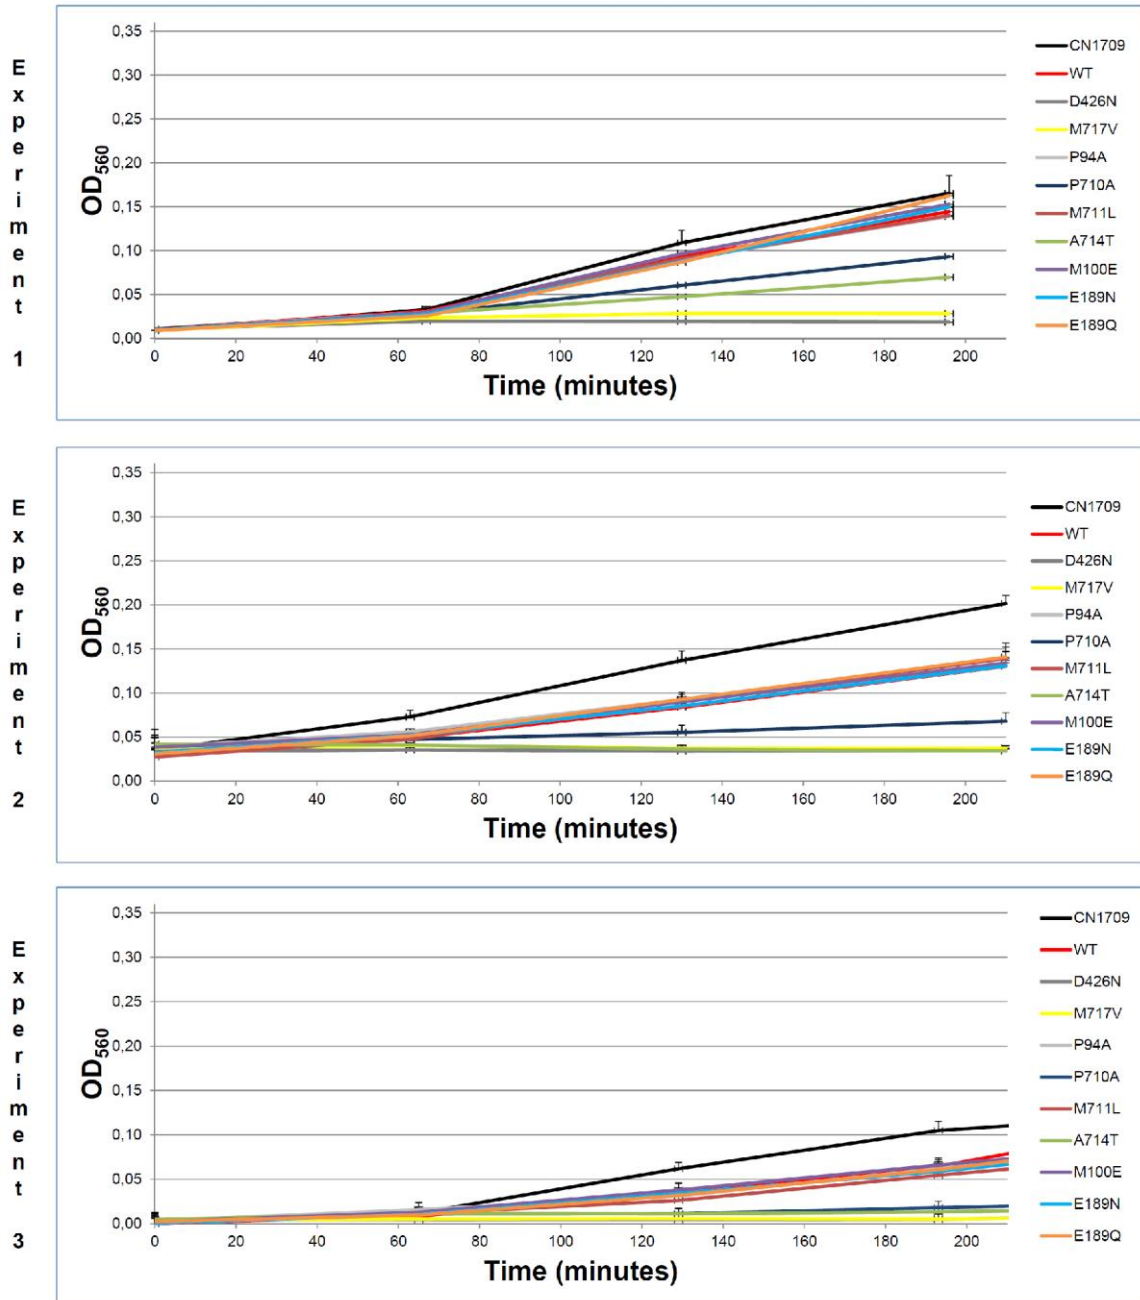 Experiment 1
OD560
0,35
0,30
0,25
0,20
0,15
0,10
0,05
0,00
0 20 40 60 80 100 120 140 160 180 200
Time (minutes)
CN1709
WT
D426N
M717V
P94A
P710A
M711L
A714T
M100E
E189N
E189Q
Experiment 2
OD560
0,35
0,30
0,25
0,20
0,15
0,10
0,05
0,00
0 20 40 60 80 100 120 140 160 180 200
Time (minutes)
CN1709
WT
D426N
M717V
P94A
P710A
M711L
A714T
M100E
E189N
E189Q
Experiment 3
OD560
0,35
0,30
0,25
0,20
0,15
0,10
0,05
0,00
0 20 40 60 80 100 120 140 160 180 200
Time (minutes)
CN1709
WT
D426N
M717V
P94A
P710A
M711L
A714T
M100E
E189N
E189Q